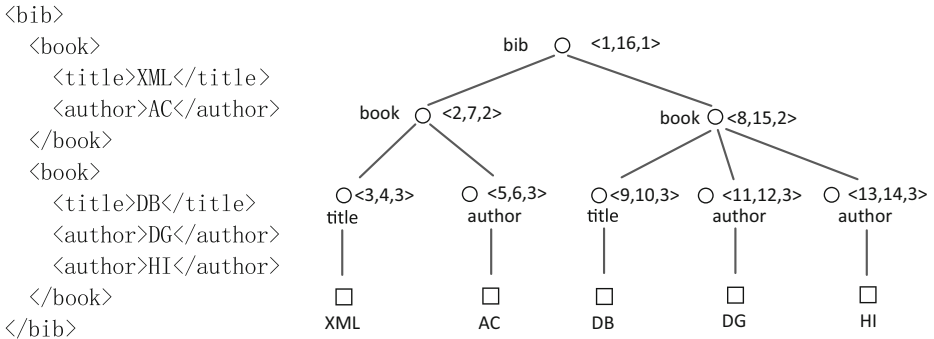 <bib>
<book>
<title>XML</title>
<author>AC</author>
</book>
<book>
<title>DB</title>
<author>DG</author>
<author>HI</author>
</book>
</bib>
bib <1,16,1>
book <2,7,2> book <8,15,2>
<3,4,3> <5,6,3> <9,10,3> <11,12,3> <13,14,3>
title author title author author
XML AC DB DG HI